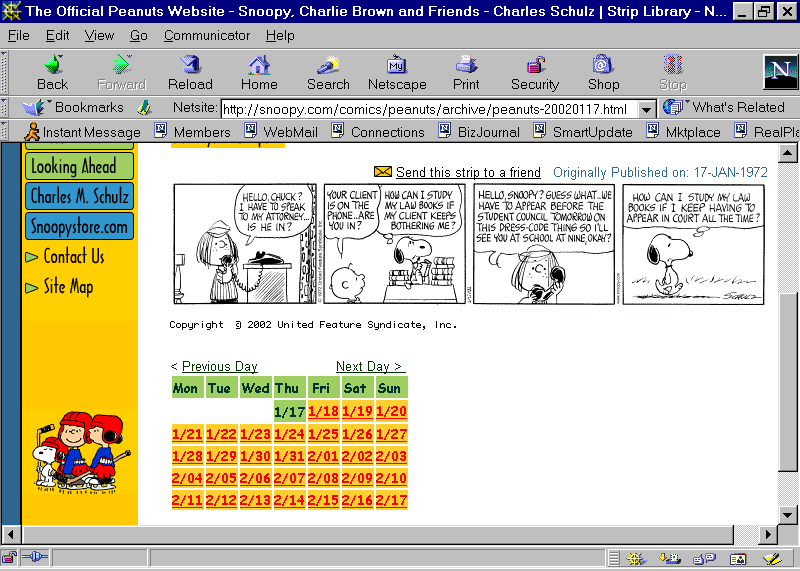 The Official Peanuts Website - Snoopy, Charlie Brown and Friends - Charles Schulz | Strip Library - N...
File Edit View Go Communicator Help
Back Forward Reload Home Search Netscape Print Security Shop Stop
N
Bookmarks Netsite: http://snoopy.com/comics/peanuts/archive/peanuts-20020117.html What's Related
Instant Message Members WebMail Connections BizJournal SmartUpdate Mktplace RealPla
Looking Ahead
Charles M. Schulz
Snoopystore.com
Contact Us
Site Map
Send this strip to a friend Originally Published on: 17-JAN-1972
HELLO, CHUCK?
I HAVE TO SPEAK
TO MY ATTORNEY...
IS HE IN?
YOUR CLIENT
IS ON THE
PHONE...ARE
YOU IN?
HOW CAN I STUDY
MY LAW BOOKS IF
MY CLIENT KEEPS
BOTHERING ME?
HELLO, SNOOPY? GUESS WHAT..WE
HAVE TO APPEAR BEFORE THE
STUDENT COUNCIL TOMORROW ON
THIS DRESS-CODE THING SO I'LL
SEE YOU AT SCHOOL AT NINE, OKAY?
HOW CAN I STUDY MY LAW
BOOKS IF I KEEP HAVING TO
APPEAR IN COURT ALL THE TIME?
SCHULZ
Copyright © 2002 United Feature Syndicate, Inc.
< Previous Day Next Day >
Mon Tue Wed Thu Fri Sat Sun
1/17 1/18 1/19 1/20
1/21 1/22 1/23 1/24 1/25 1/26 1/27
1/28 1/29 1/30 1/31 2/01 2/02 2/03
2/04 2/05 2/06 2/07 2/08 2/09 2/10
2/11 2/12 2/13 2/14 2/15 2/16 2/17